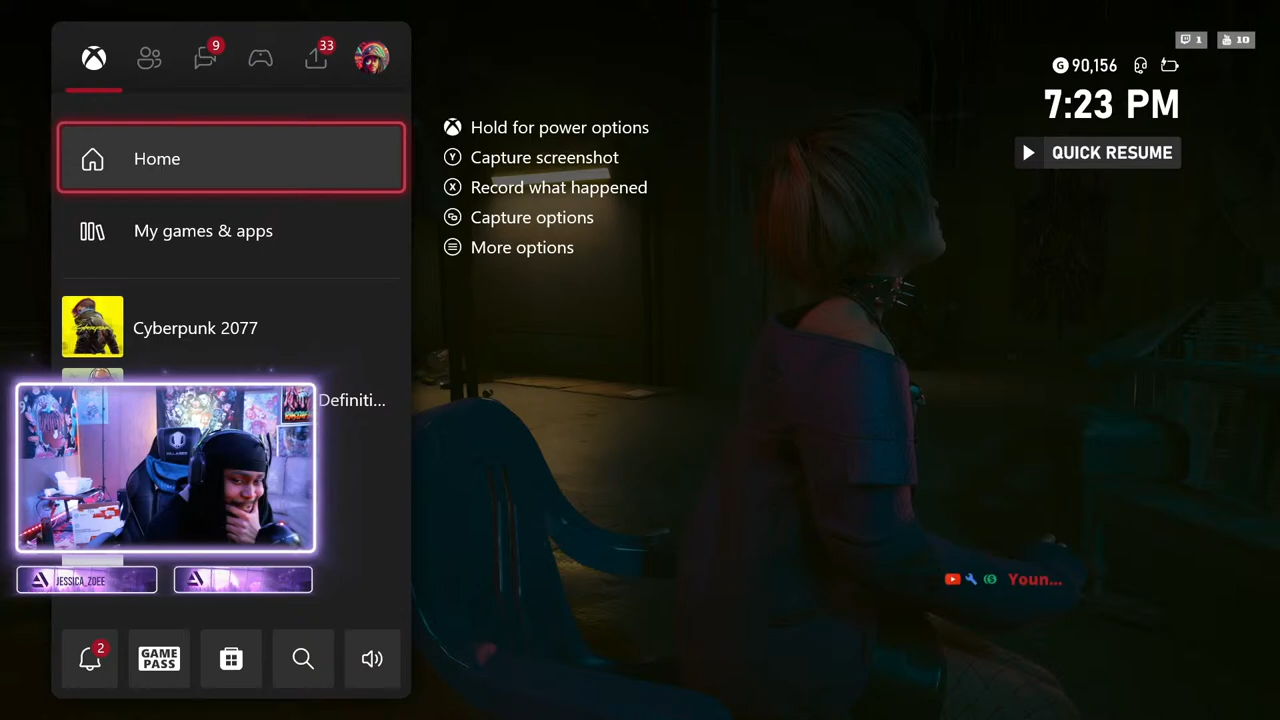 9
33
1
10
90,156
7:23 PM
QUICK RESUME
Home
My games & apps
Cyberpunk 2077
Definiti...
Hold for power options
Capture screenshot
Record what happened
Capture options
More options
JESSICA_ZOEE
Youn...
2
GAME
PASS